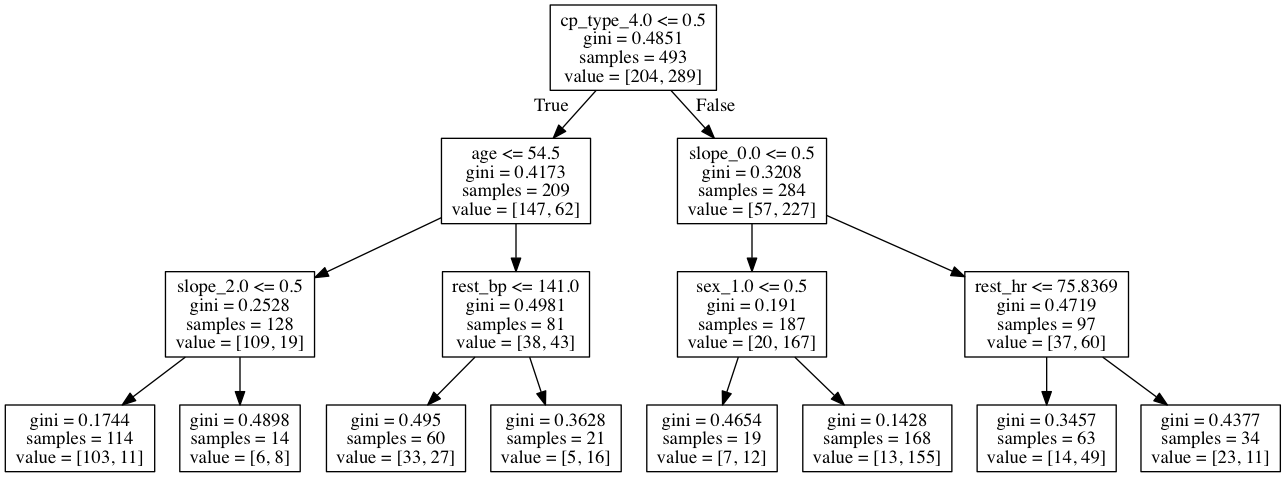 cp_type_4.0 <= 0.5
gini = 0.4851
samples = 493
value = [204, 289]
True
False
age <= 54.5
gini = 0.4173
samples = 209
value = [147, 62]
slope_0.0 <= 0.5
gini = 0.3208
samples = 284
value = [57, 227]
slope_2.0 <= 0.5
gini = 0.2528
samples = 128
value = [109, 19]
rest_bp <= 141.0
gini = 0.4981
samples = 81
value = [38, 43]
sex_1.0 <= 0.5
gini = 0.191
samples = 187
value = [20, 167]
rest_hr <= 75.8369
gini = 0.4719
samples = 97
value = [37, 60]
gini = 0.1744
samples = 114
value = [103, 11]
gini = 0.4898
samples = 14
value = [6, 8]
gini = 0.495
samples = 60
value = [33, 27]
gini = 0.3628
samples = 21
value = [5, 16]
gini = 0.4654
samples = 19
value = [7, 12]
gini = 0.1428
samples = 168
value = [13, 155]
gini = 0.3457
samples = 63
value = [14, 49]
gini = 0.4377
samples = 34
value = [23, 11]